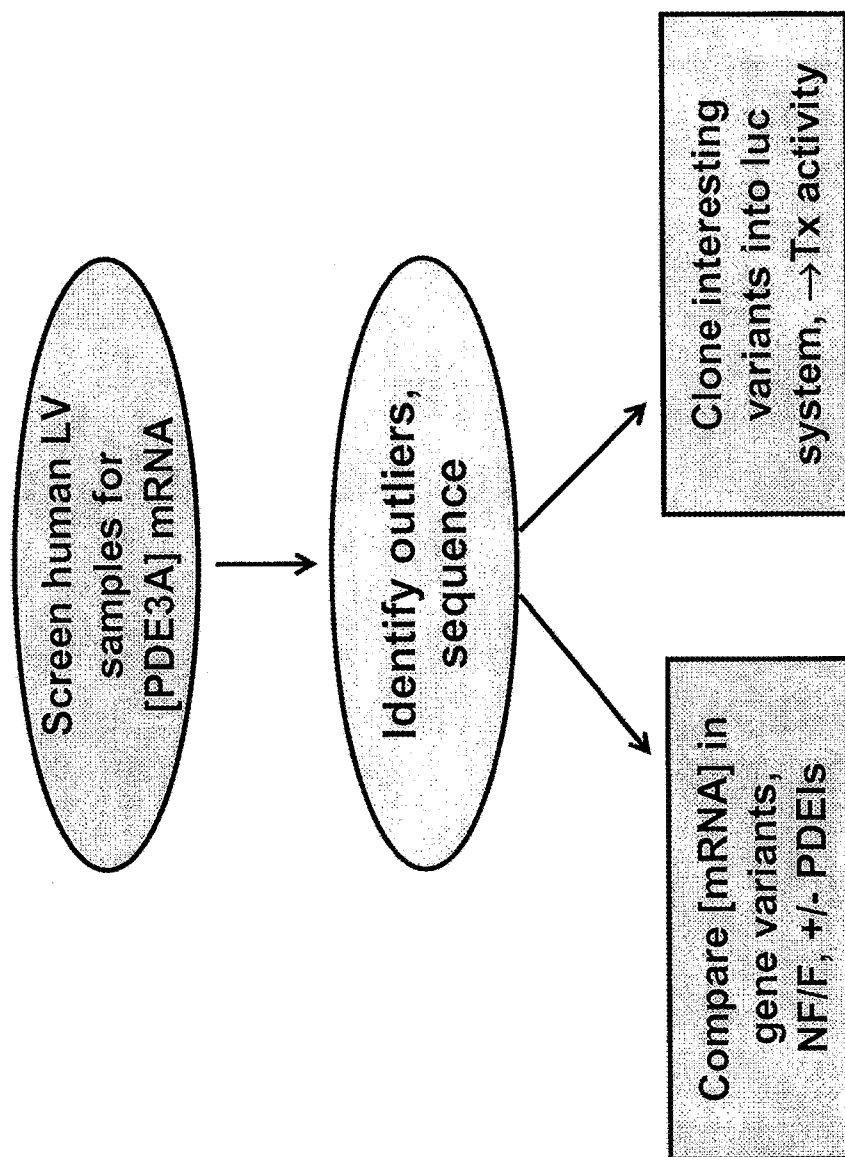 Screen human LV
samples for
[PDE3A] mRNA
Identify outliers,
sequence
Compare [mRNA] in
gene variants,
NF/F, +/- PDEIs
Clone interesting
variants into luc
system, →Tx activity